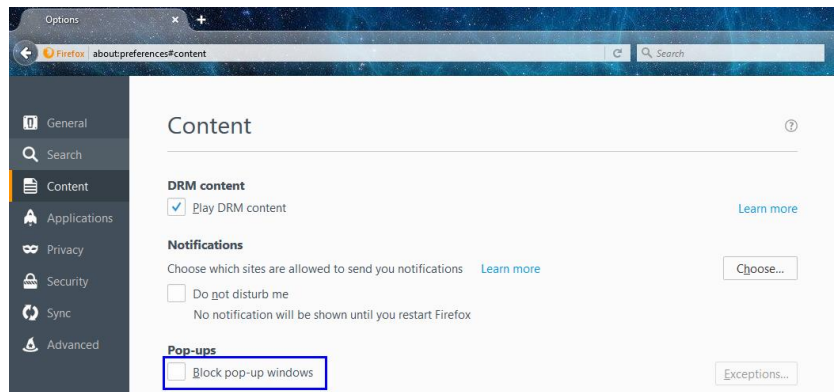 Options × +
Firefox about:preferences#content Search
General
Content
Search
Content
DRM content
Play DRM content Learn more
Applications
Privacy
Notifications
Choose which sites are allowed to send you notifications Learn more Choose...
Security
Do not disturb me
Sync
No notification will be shown until you restart Firefox
Advanced
Pop-ups
Block pop-up windows Exceptions...